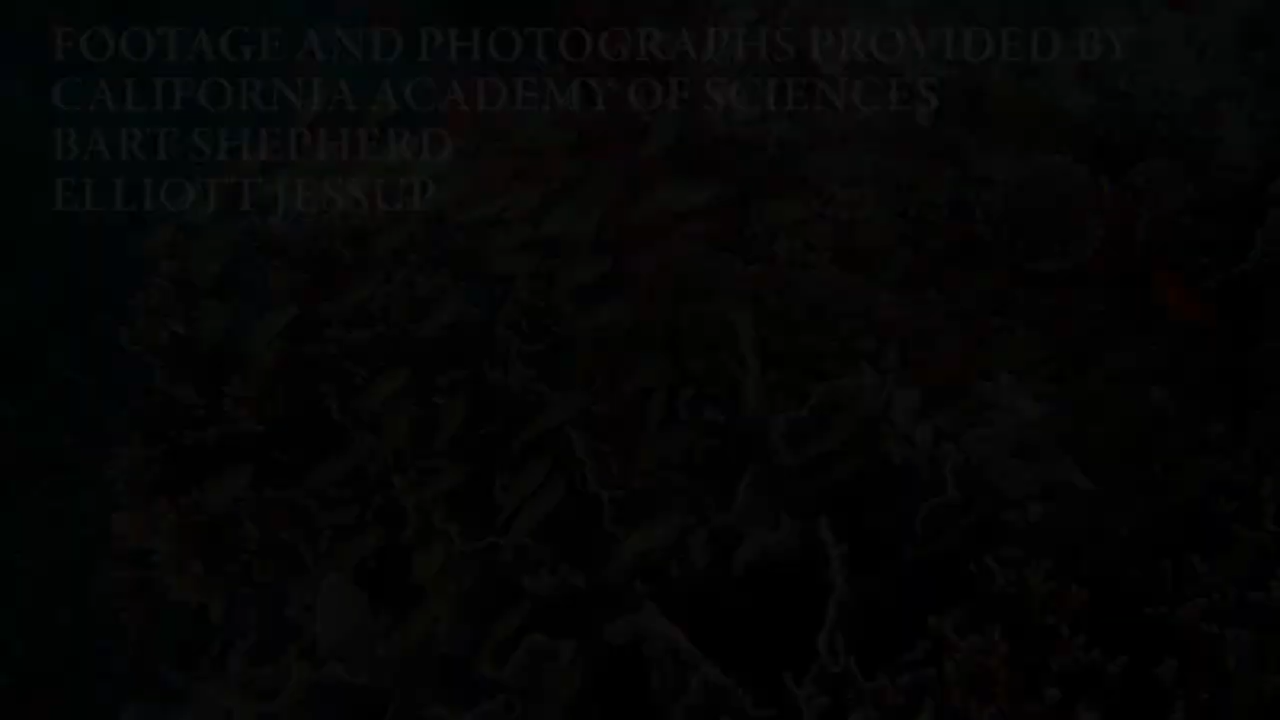 FOOTAGE AND PHOTOGRAPHS PROVIDED BY
CALIFORNIA ACADEMY OF SCIENCES
BART SHEPHERD
ELLIOTT JESSUP